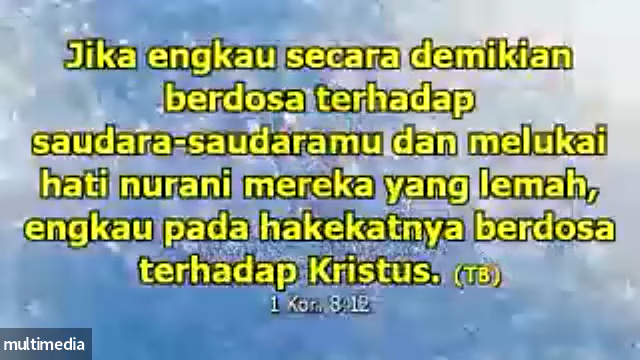 Jika engkau secara demikian
berdosa terhadap
saudara-saudaramu dan melukai
hati nurani mereka yang lemah,
engkau pada hakekatnya berdosa
terhadap Kristus. (TB)
1 Kor. 8:12
multimedia